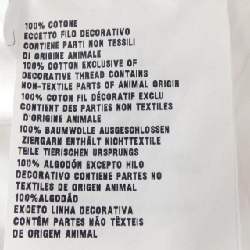 100% COTONE
ECCETTO FILO DECORATIVO
CONTIENE PARTI NON TESSILI
DI ORIGINE ANIMALE
100% COTTON EXCLUSIVE OF
DECORATIVE THREAD CONTAINS
NON-TEXTILE PARTS OF ANIMAL ORIGIN
100% COTON FIL DÉCORATIF EXCLU
CONTIENT DES PARTIES NON TEXTILES
D'ORIGINE ANIMALE
100% BAUMWOLLE AUSGESCHLOSSEN
ZIERGARN ENTHÄLT NICHTTEXTILE
TEILE TIERISCHEN URSPRUNGS
100% ALGODÓN EXCEPTO HILO
DECORATIVO CONTIENE PARTES NO
TEXTILES DE ORIGEN ANIMAL
100%ALGODÃO
EXCETO LINHA DECORATIVA
CONTÉM PARTES NÃO TÊXTEIS
DE ORIGEM ANIMAL